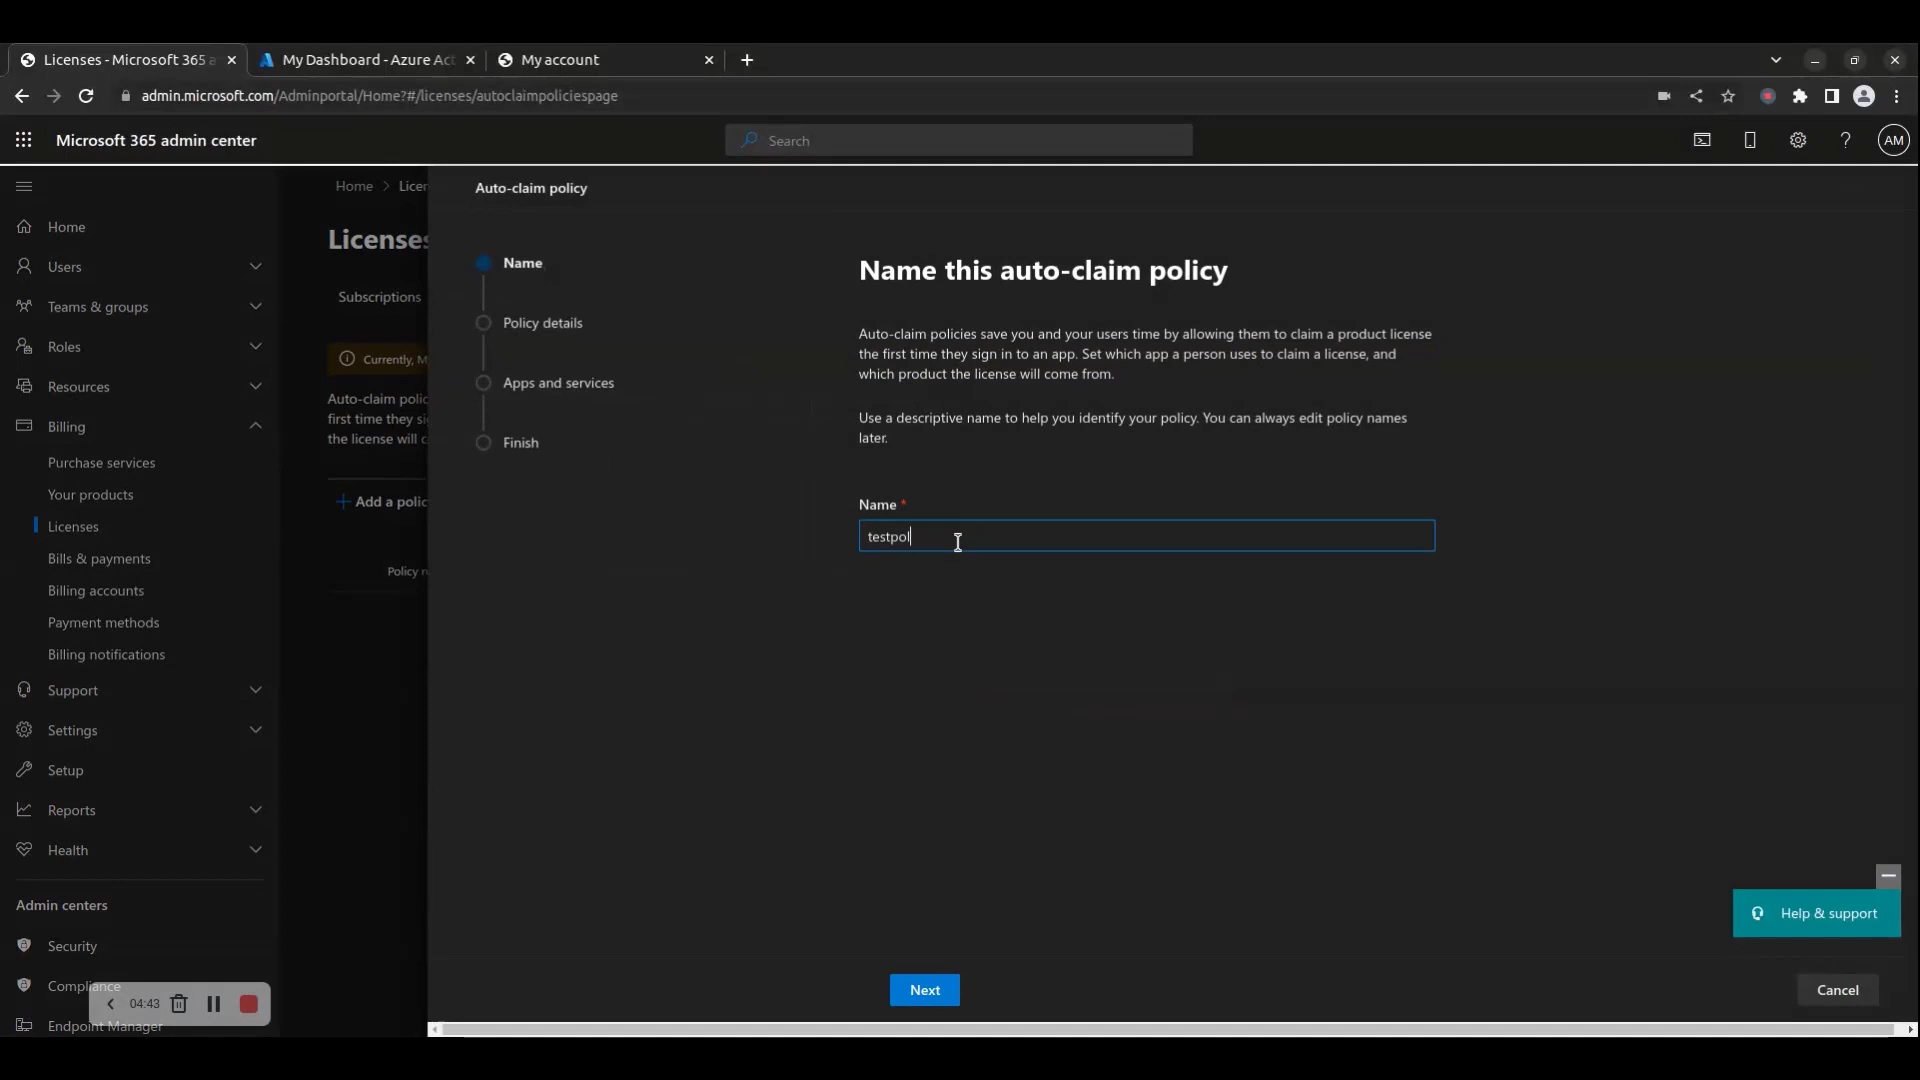 Licenses - Microsoft 365 a
My Dashboard - Azure Act
My account
admin.microsoft.com/Adminportal/Home?#/licenses/autoclaimpoliciespage
Microsoft 365 admin center
Search
AM
Home
Users
Teams & groups
Roles
Resources
Billing
Purchase services
Your products
Licenses
Bills & payments
Billing accounts
Payment methods
Billing notifications
Support
Settings
Setup
Reports
Health
Admin centers
Security
Compliance
Endpoint Manager
04:43
Home > Licen
Licenses
Subscriptions
Currently, M
Auto-claim polic
first time they si
the license will c
+ Add a polic
Policy n
Auto-claim policy
Name
Policy details
Apps and services
Finish
Name this auto-claim policy
Auto-claim policies save you and your users time by allowing them to claim a product license
the first time they sign in to an app. Set which app a person uses to claim a license, and
which product the license will come from.
Use a descriptive name to help you identify your policy. You can always edit policy names
later.
Name *
testpol
Help & support
Next
Cancel